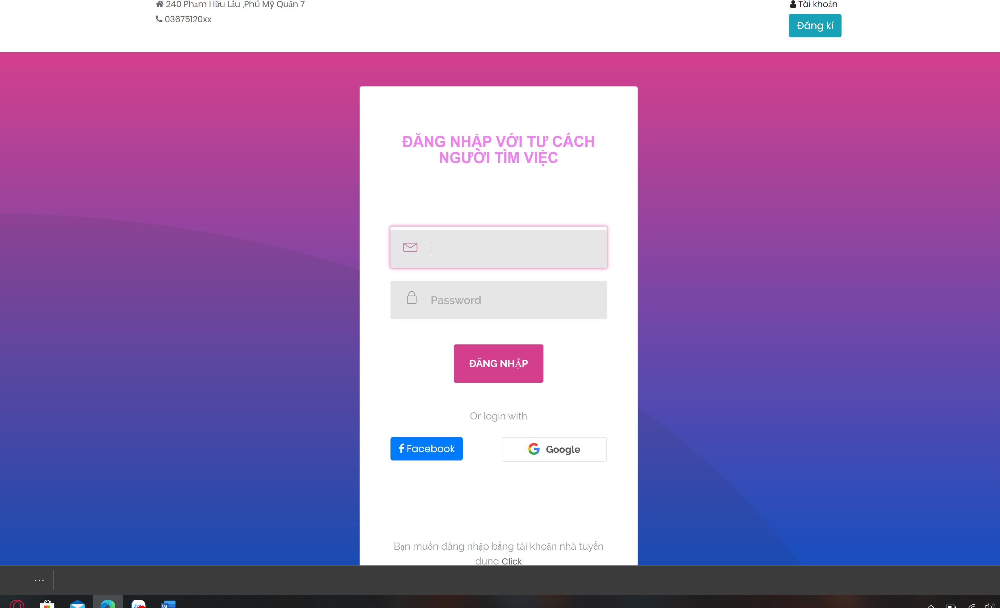 240 Phạm Hữu Lầu ,Phú Mỹ Quận 7
Tài khoản
03675120xx
Đăng kí
ĐĂNG NHẬP VỚI TƯ CÁCH
NGƯỜI TÌM VIỆC
Password
ĐĂNG NHẬP
Or login with
Facebook
Google
Bạn muốn đăng nhập bằng tài khoản nhà tuyển
dụng Click
...
Zalo
W